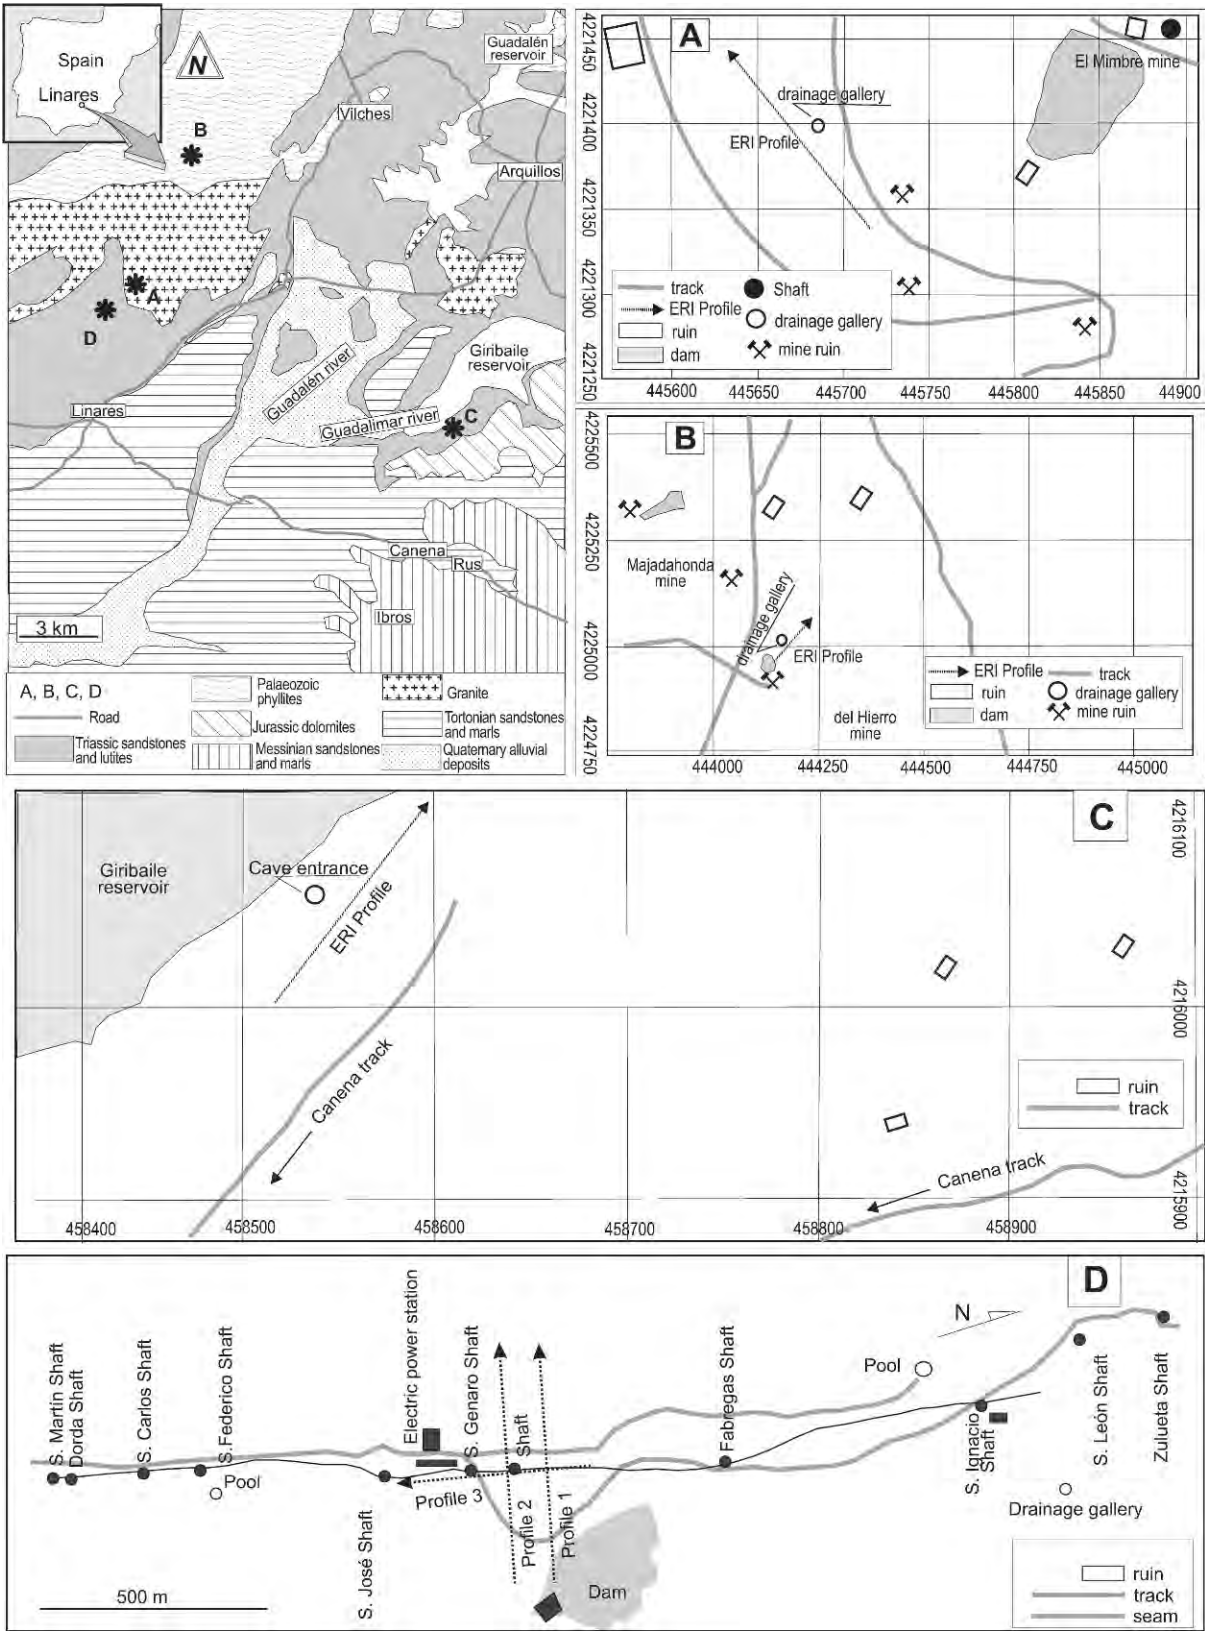 Spain
Linares
N
B
Guadalén
reservoir
Vilches
Arquillos
A
D
Giribaile
reservoir
Guadalén river
Linares
Guadalimar river
C
Canena
Rus
Ibros
3 km
A, B, C, D
Road
Triassic sandstones
and lutites
Palaeozoic
phyllites
Jurassic dolomites
Messinian sandstones
and marls
Granite
Tortonian sandstones
and marls
Quaternary alluvial
deposits
A
El Mimbre mine
drainage gallery
ERI Profile
track
ERI Profile
ruin
dam
Shaft
drainage gallery
mine ruin
4221450
4221400
4221350
4221300
4221250
445600
445650
445700
445750
445800
445850
444900
B
Majadahonda
mine
drainage gallery
ERI Profile
del Hierro
mine
ERI Profile
ruin
dam
track
drainage gallery
mine ruin
4225500
4225250
4225000
4224750
444000
444250
444500
444750
445000
C
Giribaile
reservoir
Cave entrance
ERI Profile
Canena track
Canena track
ruin
track
4216100
4216000
4215900
458400
458500
458600
458700
458800
458900
D
N
S. Martín Shaft
Dorda Shaft
S. Carlos Shaft
S.Federico Shaft
Pool
Electric power station
S. José Shaft
S. Genaro Shaft
Shaft
Profile 3
Profile 2
Profile 1
Dam
Fabregas Shaft
Pool
S. Ignacio
Shaft
S. León Shaft
Zulueta Shaft
Drainage gallery
500 m
ruin
track
seam